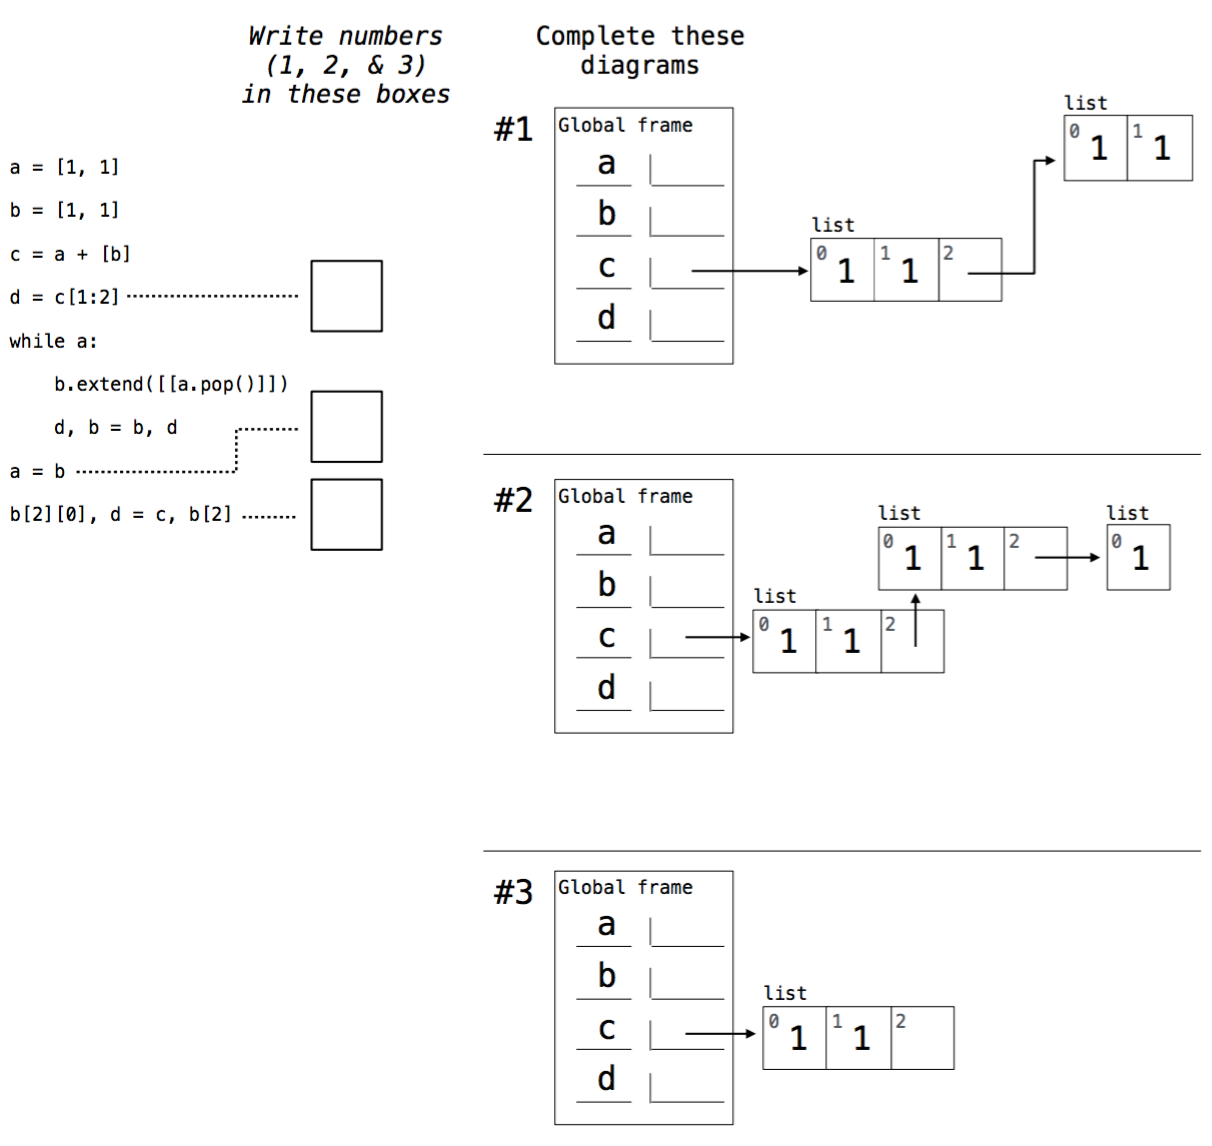 Write numbers
(1, 2, & 3)
in these boxes
a = [1, 1]
b = [1, 1]
c = a + [b]
d = c[1:2]
while a:
    b.extend([[a.pop()]])
    d, b = b, d
a = b
b[2][0], d = c, b[2]
Complete these
diagrams
#1
Global frame
a
b
c
d
list
0 1 1 1 2
list
0 1 1 1
#2
Global frame
a
b
c
d
list
0 1 1 1 2
list
0 1 1 1 2
list
0 1
#3
Global frame
a
b
c
d
list
0 1 1 1 2